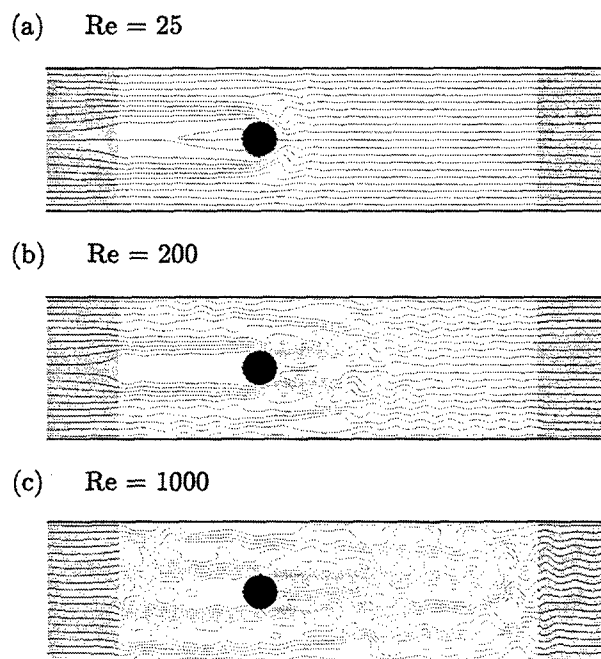 (a) Re = 25
(b) Re = 200
(c) Re = 1000